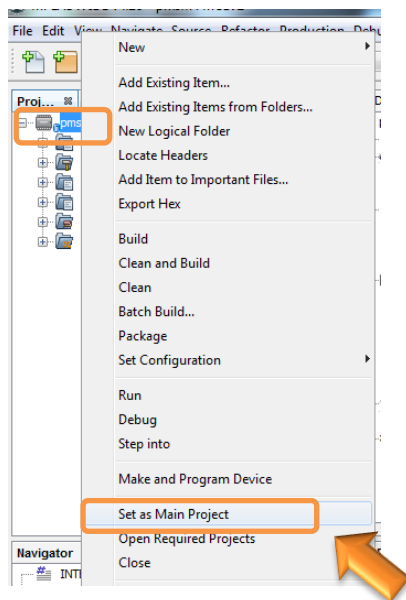 File Edit View Navigate Source Refactor Production Debu
New
Add Existing Item...
Proj...
Add Existing Items from Folders...
pms
New Logical Folder
Locate Headers
Add Item to Important Files...
Export Hex
Build
Clean and Build
Clean
Batch Build...
Package
Set Configuration
Run
Debug
Step into
Make and Program Device
Set as Main Project
Open Required Projects
Navigator
Close
INTI